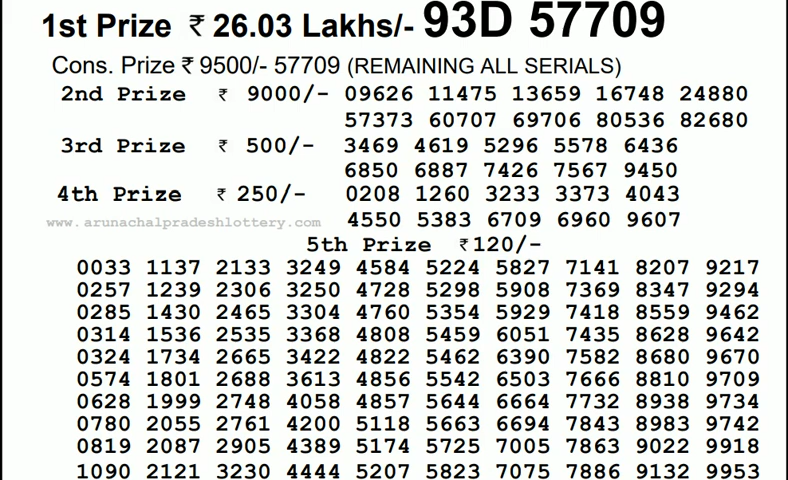 1st Prize ₹ 26.03 Lakhs/- 93D 57709
Cons. Prize ₹ 9500/- 57709 (REMAINING ALL SERIALS)
2nd Prize ₹ 9000/- 09626 11475 13659 16748 24880
57373 60707 69706 80536 82680
3rd Prize ₹ 500/- 3469 4619 5296 5578 6436
6850 6887 7426 7567 9450
4th Prize ₹ 250/- 0208 1260 3233 3373 4043
www.arunachalpradeshlottery.com 4550 5383 6709 6960 9607
5th Prize ₹120/-
0033 1137 2133 3249 4584 5224 5827 7141 8207 9217
0257 1239 2306 3250 4728 5298 5908 7369 8347 9294
0285 1430 2465 3304 4760 5354 5929 7418 8559 9462
0314 1536 2535 3368 4808 5459 6051 7435 8628 9642
0324 1734 2665 3422 4822 5462 6390 7582 8680 9670
0574 1801 2688 3613 4856 5542 6503 7666 8810 9709
0628 1999 2748 4058 4857 5644 6664 7732 8938 9734
0780 2055 2761 4200 5118 5663 6694 7843 8983 9742
0819 2087 2905 4389 5174 5725 7005 7863 9022 9918
1090 2121 3230 4444 5207 5823 7075 7886 9132 9953